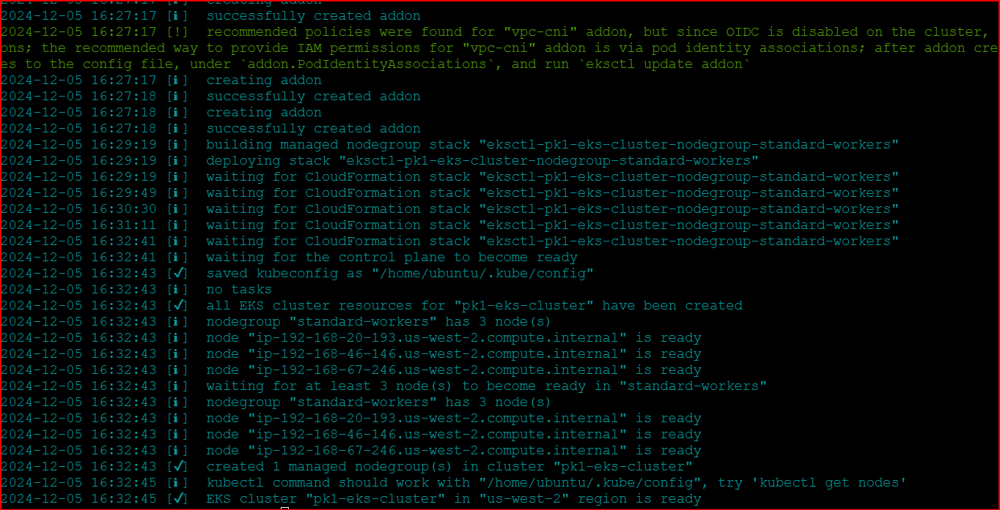 2024-12-05 16:27:17 [ℹ]  creating addon
2024-12-05 16:27:17 [ℹ]  successfully created addon
2024-12-05 16:27:17 [!]  recommended policies were found for "vpc-cni" addon, but since OIDC is disabled on the cluster,
ons; the recommended way to provide IAM permissions for "vpc-cni" addon is via pod identity associations; after addon cre
es to the config file, under `addon.PodIdentityAssociations`, and run `eksctl update addon`
2024-12-05 16:27:17 [ℹ]  creating addon
2024-12-05 16:27:18 [ℹ]  successfully created addon
2024-12-05 16:27:18 [ℹ]  creating addon
2024-12-05 16:27:18 [ℹ]  successfully created addon
2024-12-05 16:29:19 [ℹ]  building managed nodegroup stack "eksctl-pk1-eks-cluster-nodegroup-standard-workers"
2024-12-05 16:29:19 [ℹ]  deploying stack "eksctl-pk1-eks-cluster-nodegroup-standard-workers"
2024-12-05 16:29:19 [ℹ]  waiting for CloudFormation stack "eksctl-pk1-eks-cluster-nodegroup-standard-workers"
2024-12-05 16:29:49 [ℹ]  waiting for CloudFormation stack "eksctl-pk1-eks-cluster-nodegroup-standard-workers"
2024-12-05 16:30:30 [ℹ]  waiting for CloudFormation stack "eksctl-pk1-eks-cluster-nodegroup-standard-workers"
2024-12-05 16:31:11 [ℹ]  waiting for CloudFormation stack "eksctl-pk1-eks-cluster-nodegroup-standard-workers"
2024-12-05 16:32:41 [ℹ]  waiting for CloudFormation stack "eksctl-pk1-eks-cluster-nodegroup-standard-workers"
2024-12-05 16:32:41 [ℹ]  waiting for the control plane to become ready
2024-12-05 16:32:43 [✔]  saved kubeconfig as "/home/ubuntu/.kube/config"
2024-12-05 16:32:43 [ℹ]  no tasks
2024-12-05 16:32:43 [✔]  all EKS cluster resources for "pk1-eks-cluster" have been created
2024-12-05 16:32:43 [ℹ]  nodegroup "standard-workers" has 3 node(s)
2024-12-05 16:32:43 [ℹ]  node "ip-192-168-20-193.us-west-2.compute.internal" is ready
2024-12-05 16:32:43 [ℹ]  node "ip-192-168-46-146.us-west-2.compute.internal" is ready
2024-12-05 16:32:43 [ℹ]  node "ip-192-168-67-246.us-west-2.compute.internal" is ready
2024-12-05 16:32:43 [ℹ]  waiting for at least 3 node(s) to become ready in "standard-workers"
2024-12-05 16:32:43 [ℹ]  nodegroup "standard-workers" has 3 node(s)
2024-12-05 16:32:43 [ℹ]  node "ip-192-168-20-193.us-west-2.compute.internal" is ready
2024-12-05 16:32:43 [ℹ]  node "ip-192-168-46-146.us-west-2.compute.internal" is ready
2024-12-05 16:32:43 [ℹ]  node "ip-192-168-67-246.us-west-2.compute.internal" is ready
2024-12-05 16:32:43 [✔]  created 1 managed nodegroup(s) in cluster "pk1-eks-cluster"
2024-12-05 16:32:45 [ℹ]  kubectl command should work with "/home/ubuntu/.kube/config", try 'kubectl get nodes'
2024-12-05 16:32:45 [✔]  EKS cluster "pk1-eks-cluster" in "us-west-2" region is ready